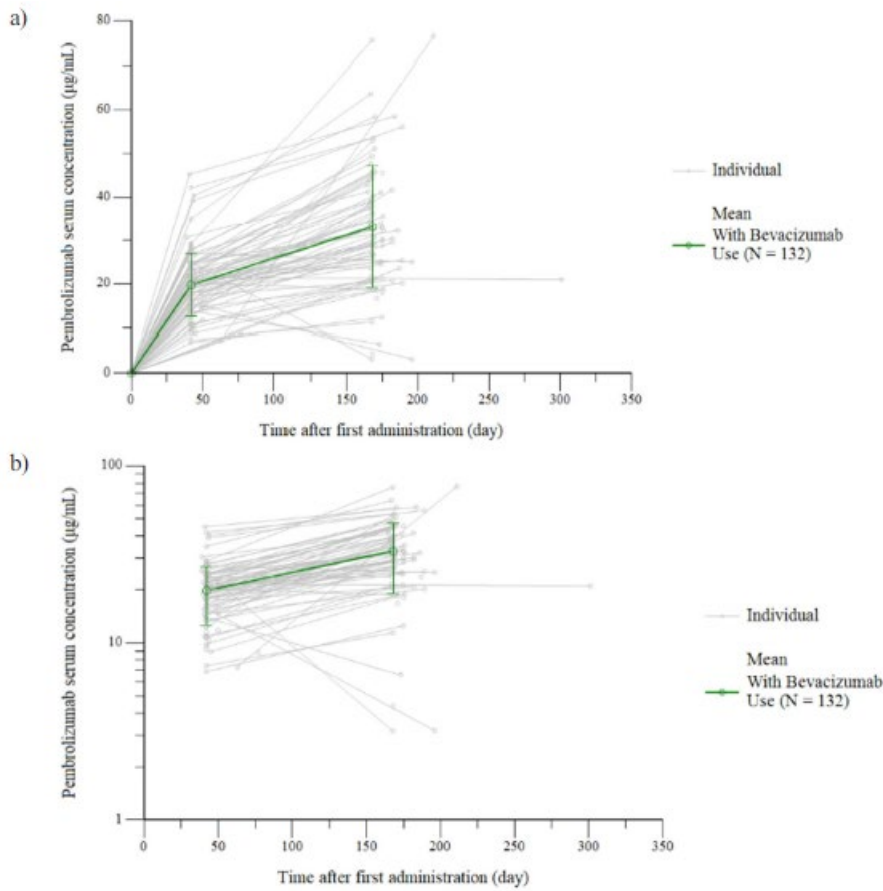 a)
Pembrolizumab serum concentration (µg/mL)
80
60
40
20
0
0 50 100 150 200 250 300 350
Time after first administration (day)
Individual
Mean
With Bevacizumab
Use (N = 132)
b)
Pembrolizumab serum concentration (µg/mL)
100
10
1
0 50 100 150 200 250 300 350
Time after first administration (day)
Individual
Mean
With Bevacizumab
Use (N = 132)